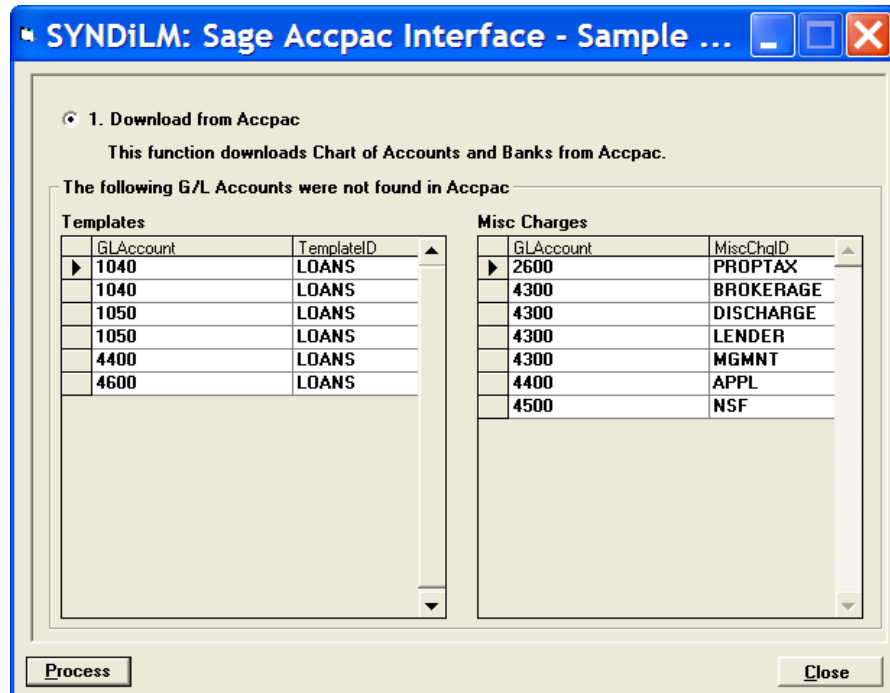 SYNDiLM: Sage Accpac Interface - Sample ...
1. Download from Accpac
This function downloads Chart of Accounts and Banks from Accpac.
The following G/L Accounts were not found in Accpac
Templates
GLAccount TemplateID
1040 LOANS
1040 LOANS
1050 LOANS
1050 LOANS
4400 LOANS
4600 LOANS
Misc Charges
GLAccount MiscChgID
2600 PROPTAX
4300 BROKERAGE
4300 DISCHARGE
4300 LENDER
4300 MGMNT
4400 APPL
4500 NSF
Process
Close